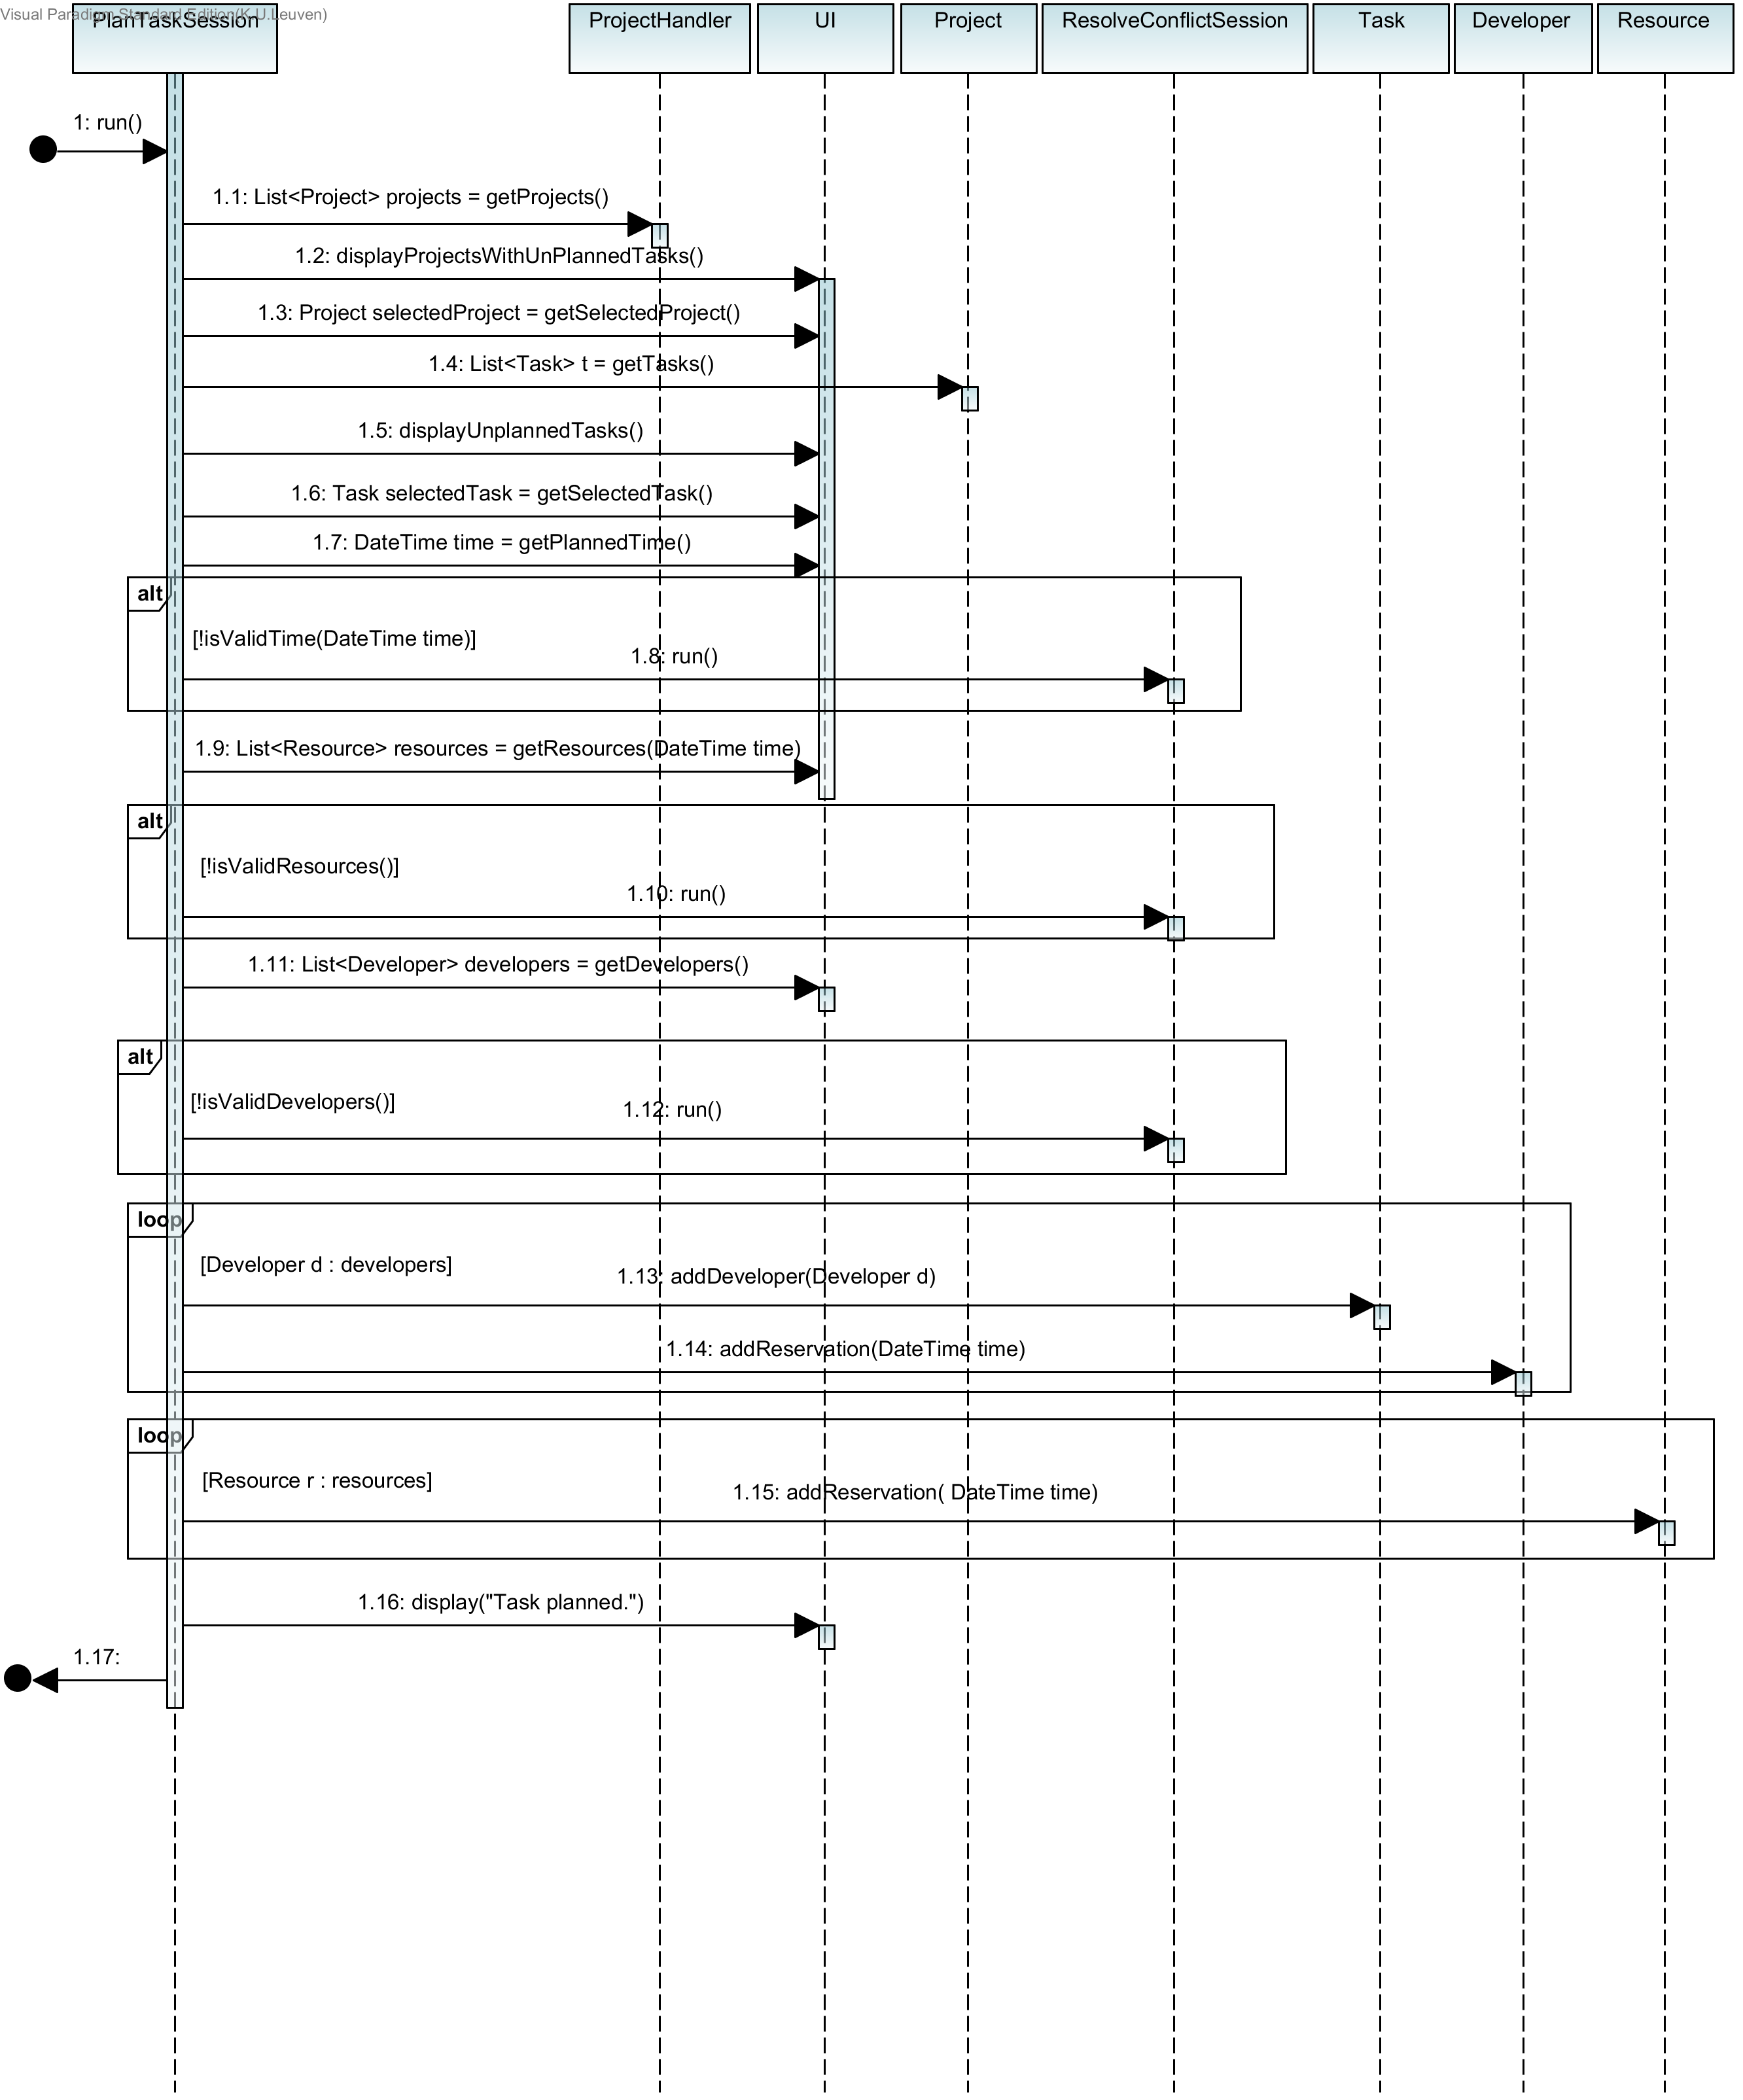 Visual Paradigm Standard Edition(K.U.Leuven)
PlanTaskSession
ProjectHandler
UI
Project
ResolveConflictSession
Task
Developer
Resource
1: run()
1.1: List<Project> projects = getProjects()
1.2: displayProjectsWithUnPlannedTasks()
1.3: Project selectedProject = getSelectedProject()
1.4: List<Task> t = getTasks()
1.5: displayUnplannedTasks()
1.6: Task selectedTask = getSelectedTask()
1.7: DateTime time = getPlannedTime()
alt
[!isValidTime(DateTime time)]
1.8: run()
1.9: List<Resource> resources = getResources(DateTime time)
alt
[!isValidResources()]
1.10: run()
1.11: List<Developer> developers = getDevelopers()
alt
[!isValidDevelopers()]
1.12: run()
loop
[Developer d : developers]
1.13: addDeveloper(Developer d)
1.14: addReservation(DateTime time)
loop
[Resource r : resources]
1.15: addReservation( DateTime time)
1.16: display("Task planned.")
1.17: